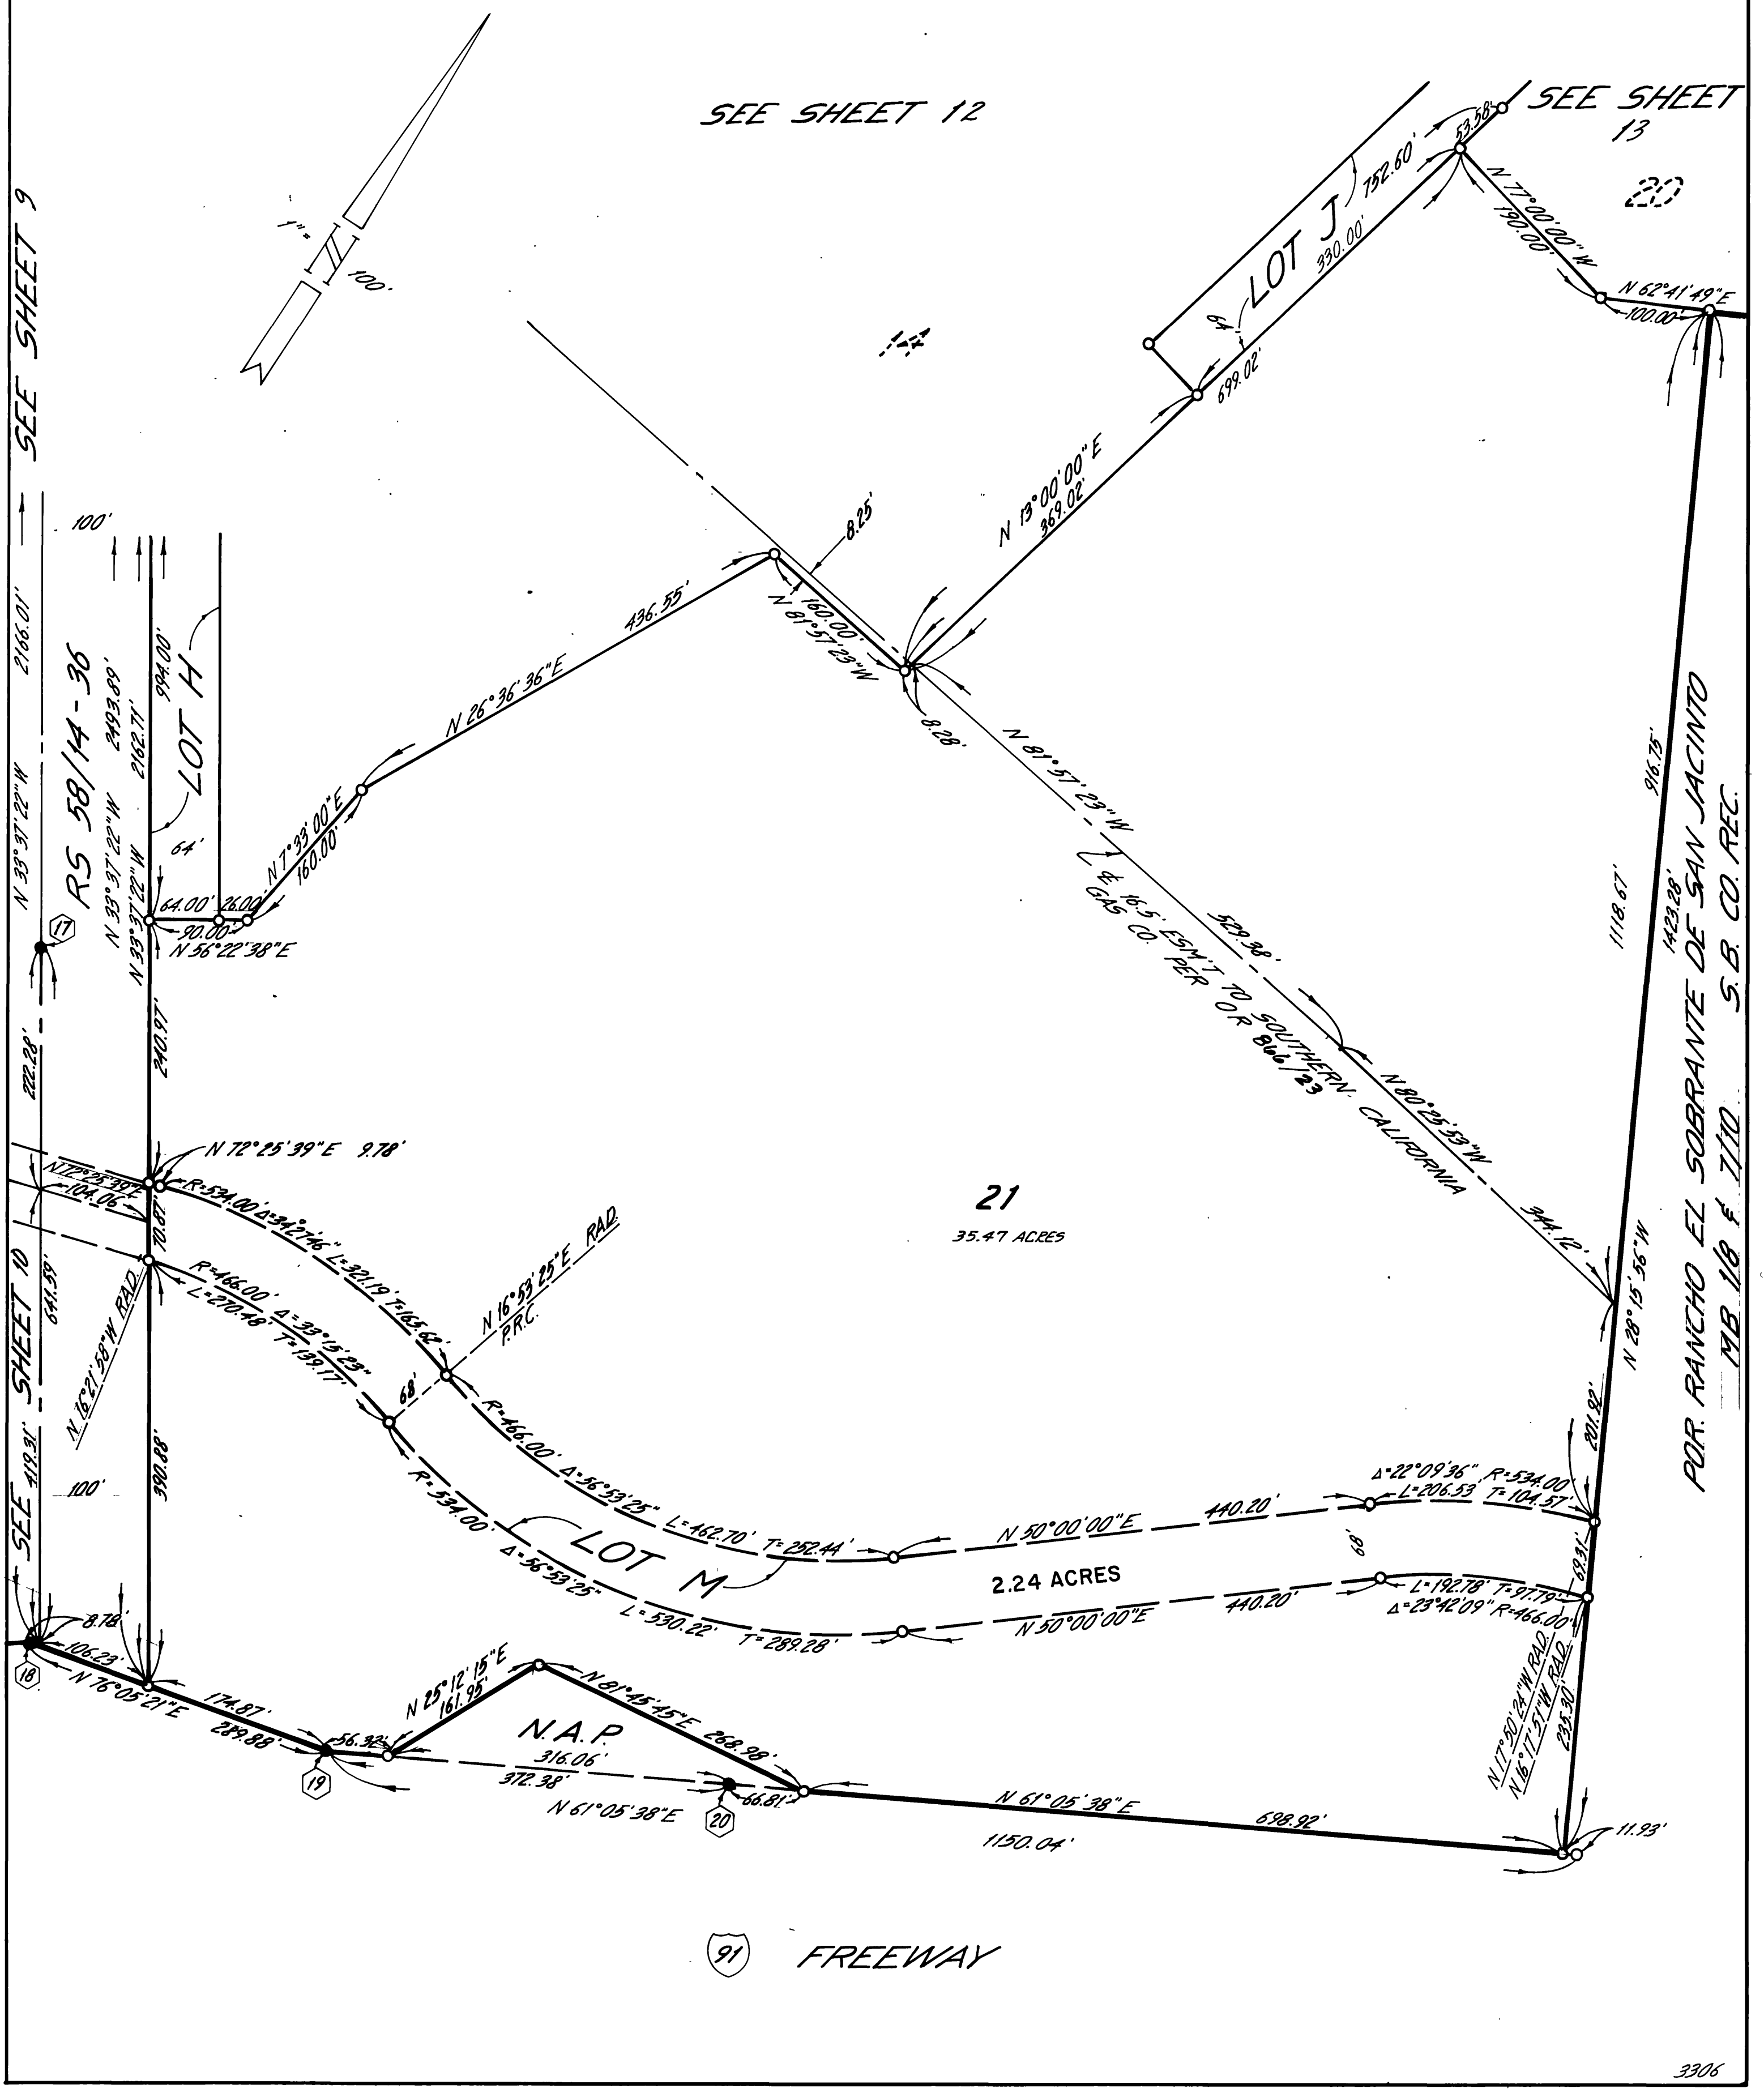 SEE SHEET 12
SEE SHEET
13
20
SEE SHEET 9
1"=
100'
14
LOT J
752.60'
53.58'
330.00'
64'
699.02'
N 77°00'00"W
190.00'
N 62°41'49"E
100.00'
N 13°00'00"E
369.02'
8.25'
160.00'
N 81°57'23"W
8.28'
436.55'
N 26°36'36"E
N 7°33'00"E
160.00'
100'
N 33°37'22"W 2166.01'
RS 58/14-36
N 33°37'22"W 2493.89'
N 33°37'22"W 2162.71'
994.00'
LOT H
64'
64.00' 26.00'
90.00'
N 56°22'38"E
17
222.28'
240.97'
N 81°57'23"W
529.38'
℄ 16.5' ESM'T TO SOUTHERN CALIFORNIA
GAS CO. PER OR 866/23
N 80°25'53"W
344.12'
916.75'
1118.67'
1423.28'
N 28°15'56"W
201.92'
POR. RANCHO EL SOBRANTE DE SAN JACINTO
MB 1/8 & 7/10 S. B. CO. REC.
N 72°25'39"E 9.78'
N 72°25'39"E
104.06'
70.87'
R=534.00' Δ=34°27'46" L=321.19' T=165.62'
R=466.00' Δ=33°15'23"
L=270.48' T=139.17'
N 16°21'58"W RAD.
N 16°53'25"E RAD.
P.R.C.
68'
21
35.47 ACRES
SEE SHEET 10
641.59'
419.31'
100'
390.88'
R=466.00' Δ=56°53'25" L=462.70' T=252.44'
R=534.00' Δ=56°53'25" L=530.22' T=289.28'
LOT M
N 50°00'00"E 440.20'
2.24 ACRES
N 50°00'00"E 440.20'
68'
Δ=22°09'36" R=534.00'
L=206.53' T=104.57'
L=192.78' T=97.79'
Δ=23°42'09" R=466.00'
69.31'
N 17°50'24"W RAD.
N 16°17'51"W RAD.
235.30'
8.78'
106.23'
18
N 76°05'21"E
174.87'
289.88'
19
56.32'
N 25°12'15"E
161.95'
N 81°45'45"E 268.98'
N.A.P.
316.06'
372.38'
N 61°05'38"E
20
66.81'
N 61°05'38"E
698.92'
1150.04'
11.93'
91 FREEWAY
3306